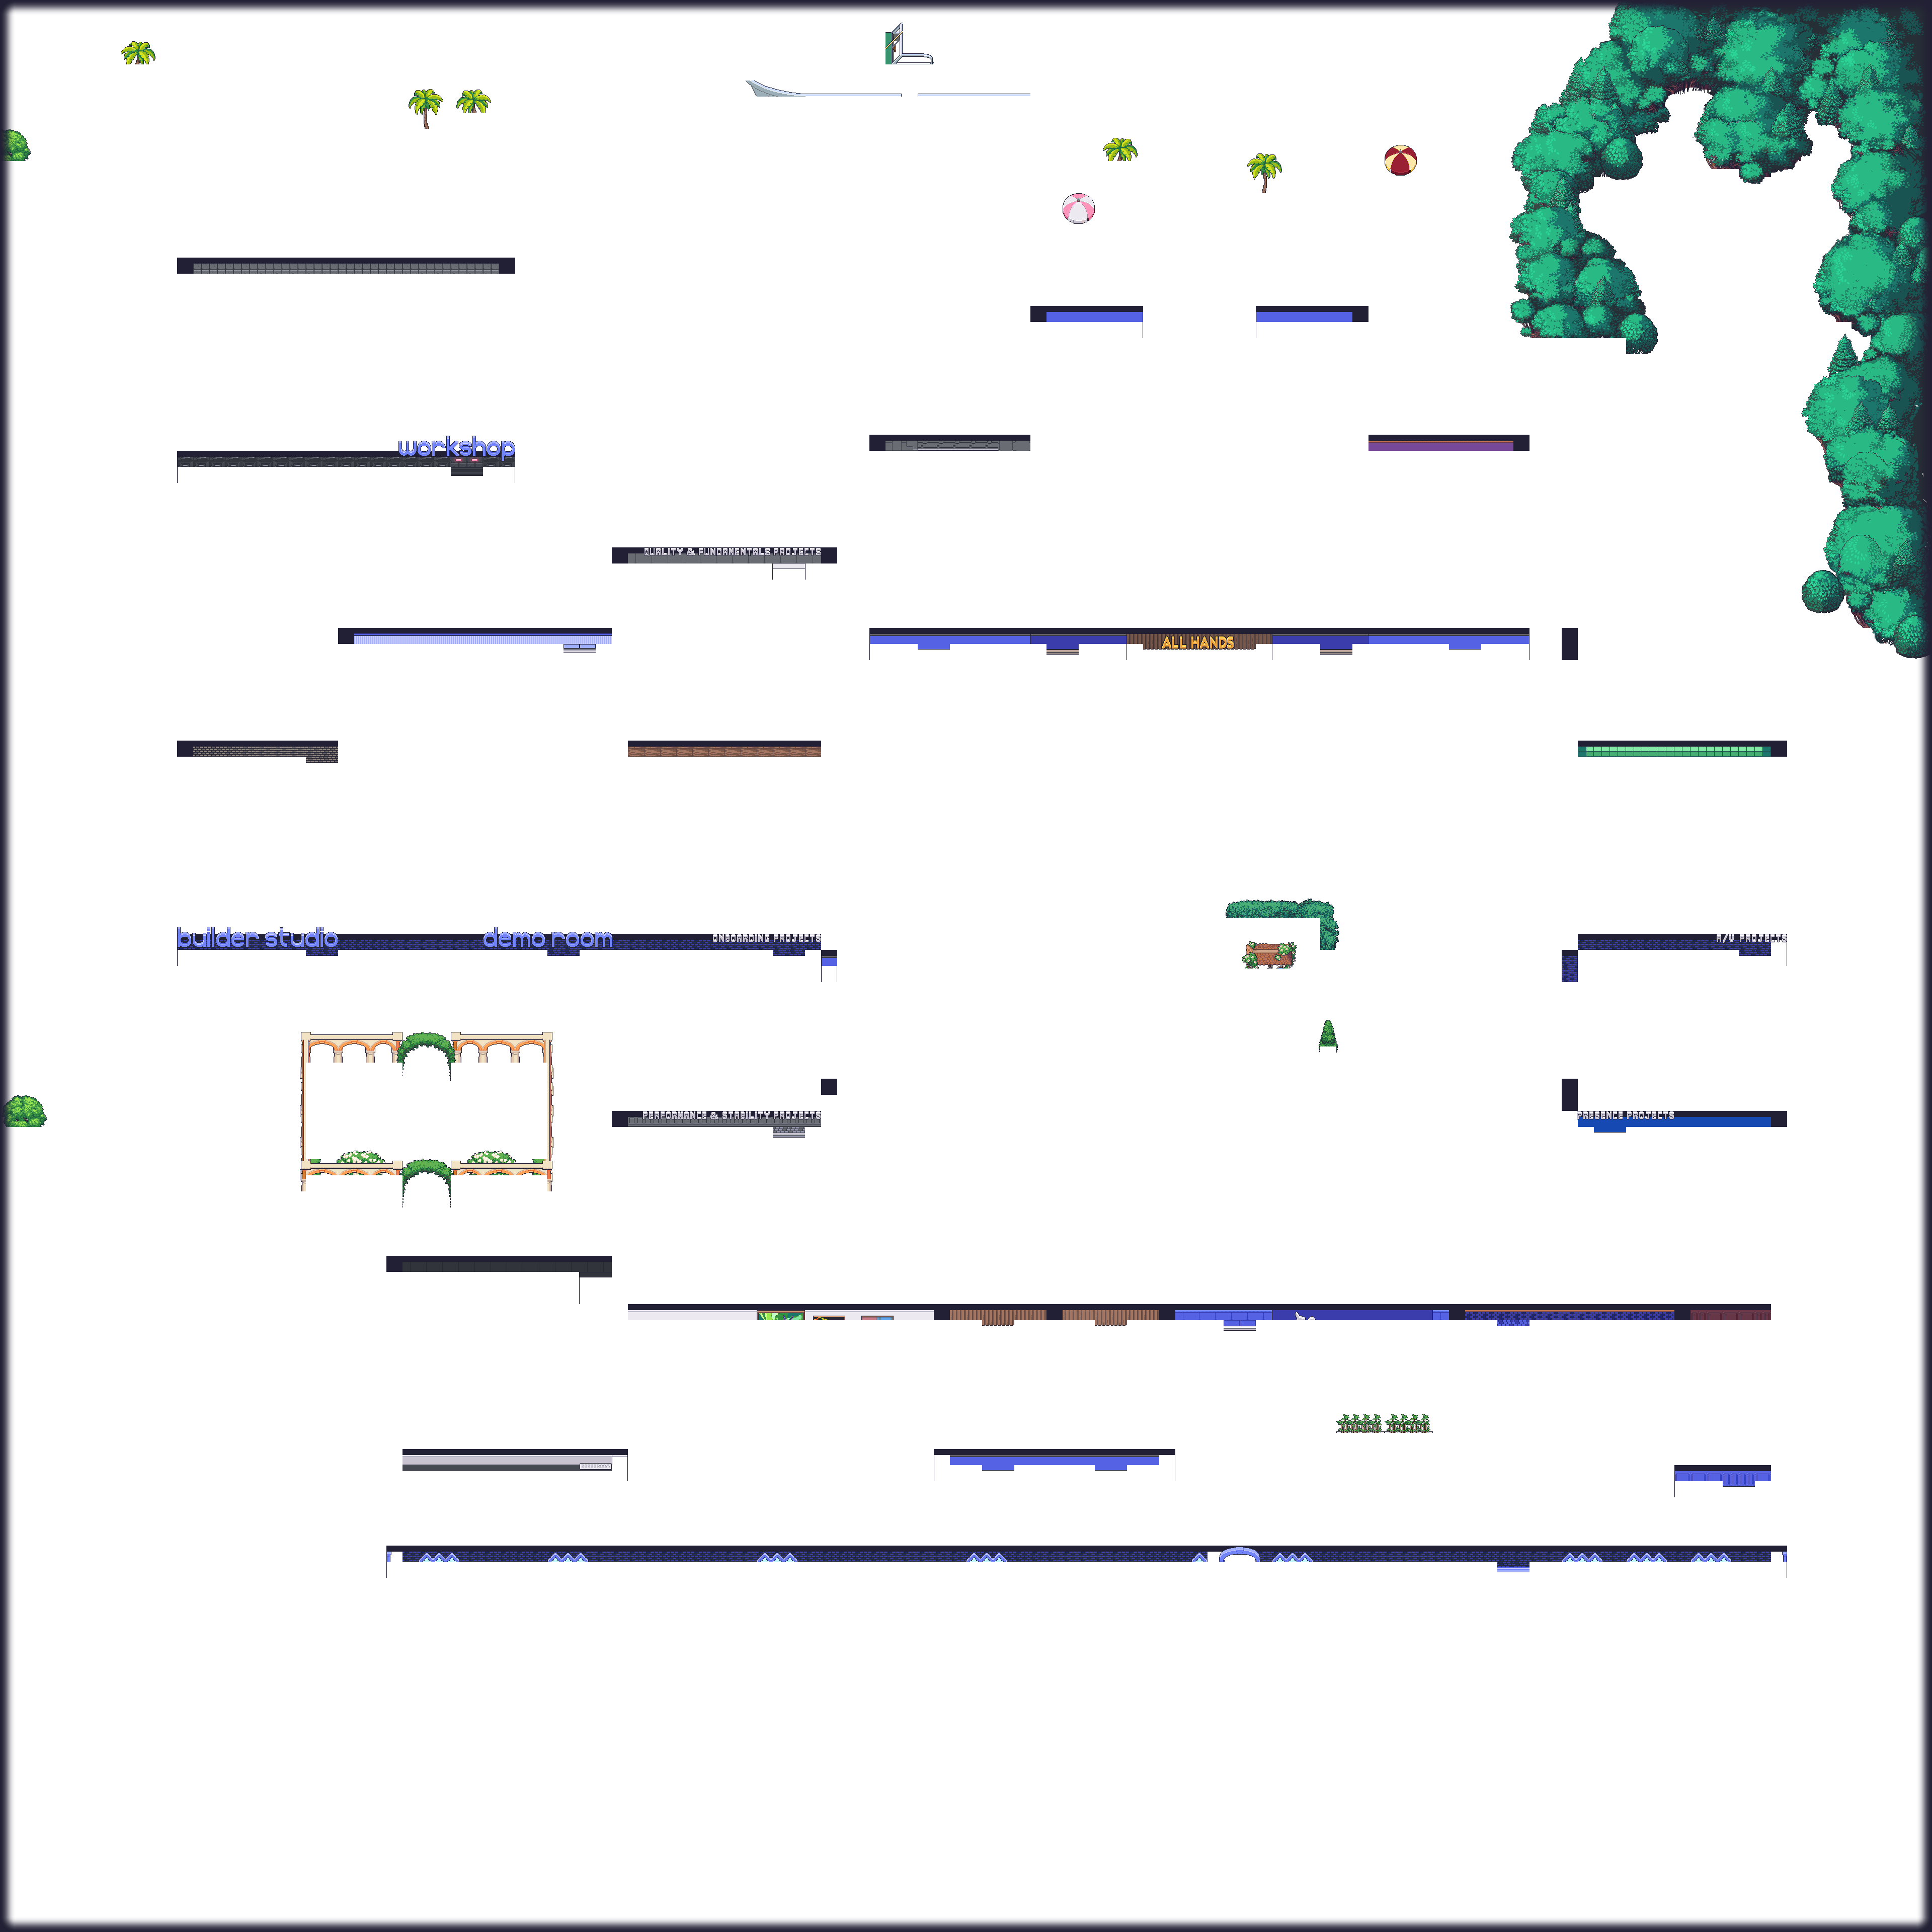 workshop
QUALITY & FUNDAMENTALS PROJECTS
ALL HANDS
builder studio
demo room
ONBOARDING PROJECTS
A/V PROJECTS
PERFORMANCE & STABILITY PROJECTS
PRESENCE PROJECTS